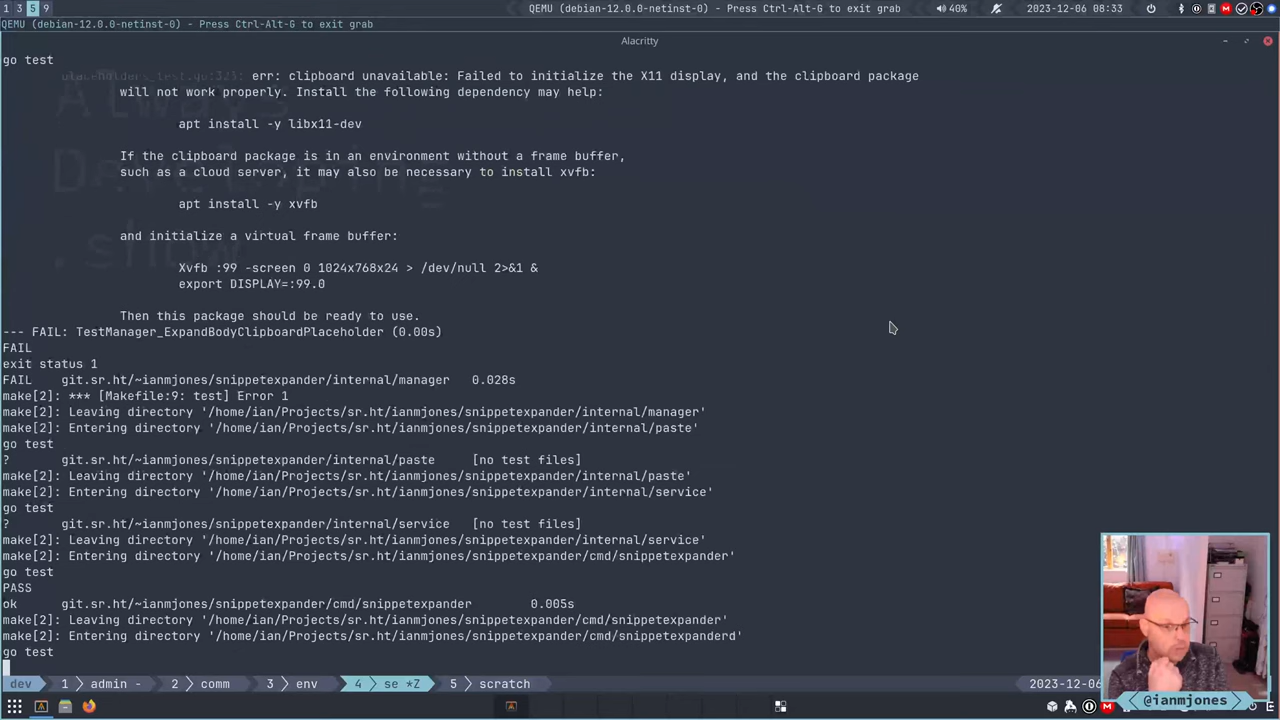 1 3 5 9
QEMU (debian-12.0.0-netinst-0) - Press Ctrl-Alt-G to exit grab
40%
2023-12-06 08:33
QEMU (debian-12.0.0-netinst-0) - Press Ctrl-Alt-G to exit grab
Alacritty
go test
err: clipboard unavailable: Failed to initialize the X11 display, and the clipboard package
will not work properly. Install the following dependency may help:
apt install -y libx11-dev
If the clipboard package is in an environment without a frame buffer,
such as a cloud server, it may also be necessary to install xvfb:
apt install -y xvfb
and initialize a virtual frame buffer:
Xvfb :99 -screen 0 1024x768x24 > /dev/null 2>&1 &
export DISPLAY=:99.0
Then this package should be ready to use.
--- FAIL: TestManager_ExpandBodyClipboardPlaceholder (0.00s)
FAIL
exit status 1
FAIL git.sr.ht/~ianmjones/snippetexpander/internal/manager 0.028s
make[2]: *** [Makefile:9: test] Error 1
make[2]: Leaving directory '/home/ian/Projects/sr.ht/ianmjones/snippetexpander/internal/manager'
make[2]: Entering directory '/home/ian/Projects/sr.ht/ianmjones/snippetexpander/internal/paste'
go test
? git.sr.ht/~ianmjones/snippetexpander/internal/paste [no test files]
make[2]: Leaving directory '/home/ian/Projects/sr.ht/ianmjones/snippetexpander/internal/paste'
make[2]: Entering directory '/home/ian/Projects/sr.ht/ianmjones/snippetexpander/internal/service'
go test
? git.sr.ht/~ianmjones/snippetexpander/internal/service [no test files]
make[2]: Leaving directory '/home/ian/Projects/sr.ht/ianmjones/snippetexpander/internal/service'
make[2]: Entering directory '/home/ian/Projects/sr.ht/ianmjones/snippetexpander/cmd/snippetexpander'
go test
PASS
ok git.sr.ht/~ianmjones/snippetexpander/cmd/snippetexpander 0.005s
make[2]: Leaving directory '/home/ian/Projects/sr.ht/ianmjones/snippetexpander/cmd/snippetexpander'
make[2]: Entering directory '/home/ian/Projects/sr.ht/ianmjones/snippetexpander/cmd/snippetexpanderd'
go test
dev 1 admin - 2 comm 3 env 4 se *Z 5 scratch 2023-12-06
@ianmjones